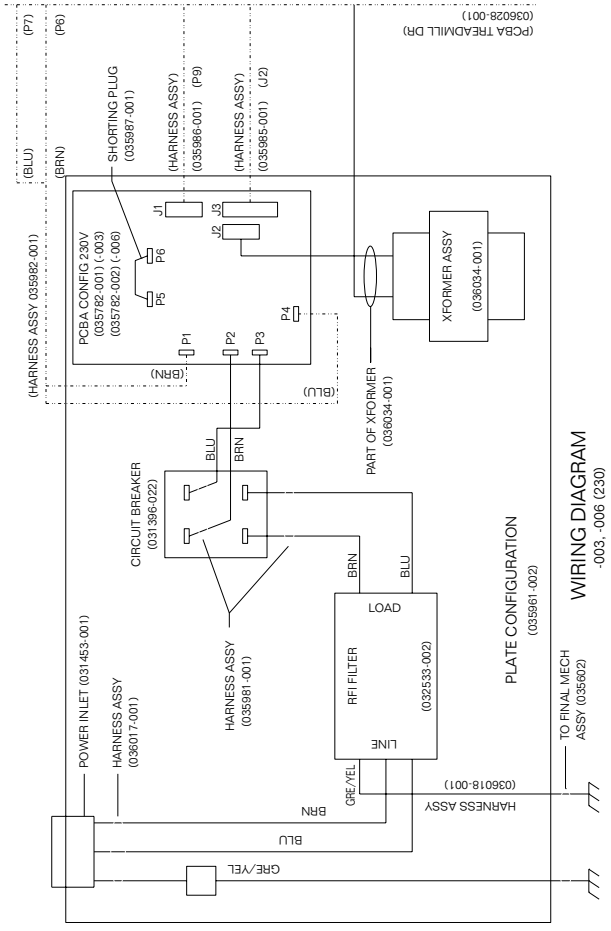 POWER INLET (031453-001)
HARNESS ASSY
(036017-001)
GRE/YEL
BLU
BRN
HARNESS ASSY
(036018-001)
GRE/YEL
LINE
RFI FILTER
(032533-002)
LOAD
BRN
BLU
TO FINAL MECH
ASSY (035602)
HARNESS ASSY
(035981-001)
CIRCUIT BREAKER
(031396-022)
BLU
BRN
PLATE CONFIGURATION
(035961-002)
(HARNESS ASSY 035982-001)
(BRN)
(BLU)
PCBA CONFIG 230V
(035782-001) (-003)
(035782-002) (-006)
P1
P2
P3
P4
P5
P6
J1
J3
J2
PART OF XFORMER
(036034-001)
XFORMER ASSY
(036034-001)
(BLU)
(P7)
(BRN)
(P6)
SHORTING PLUG
(035987-001)
(HARNESS ASSY)
(035986-001) (P9)
(HARNESS ASSY)
(035985-001) (J2)
(PCBA TREADMILL DR)
(036028-001)
WIRING DIAGRAM
-003, -006 (230)